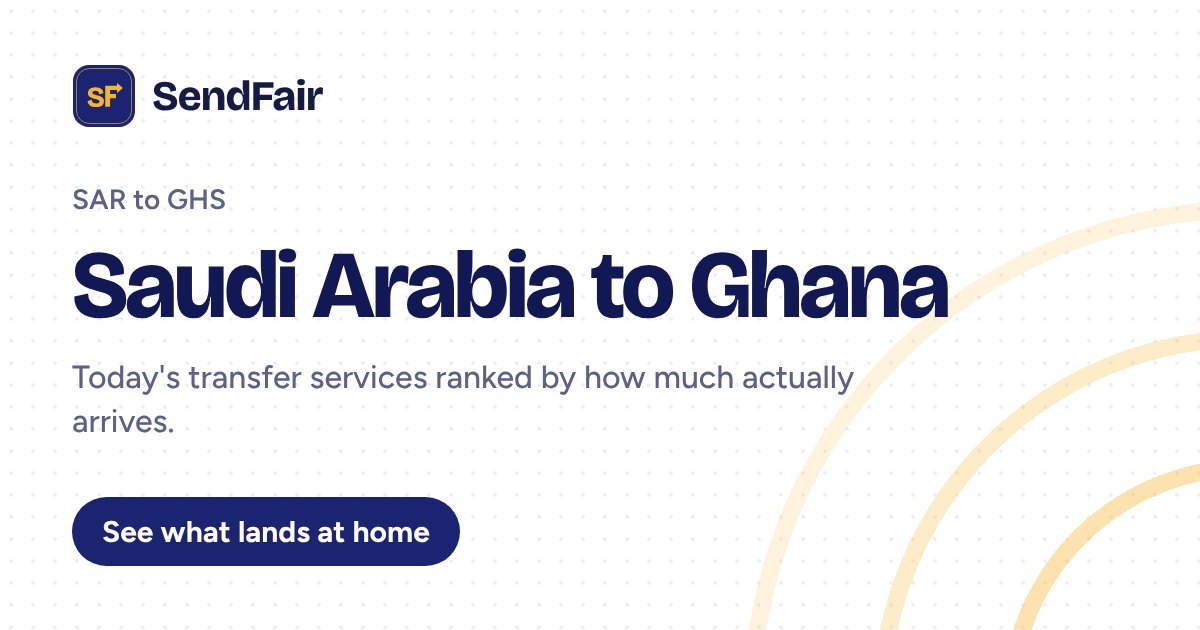 SF
SendFair
SAR to GHS
Saudi Arabia to Ghana
Today's transfer services ranked by how much actually
arrives.
See what lands at home